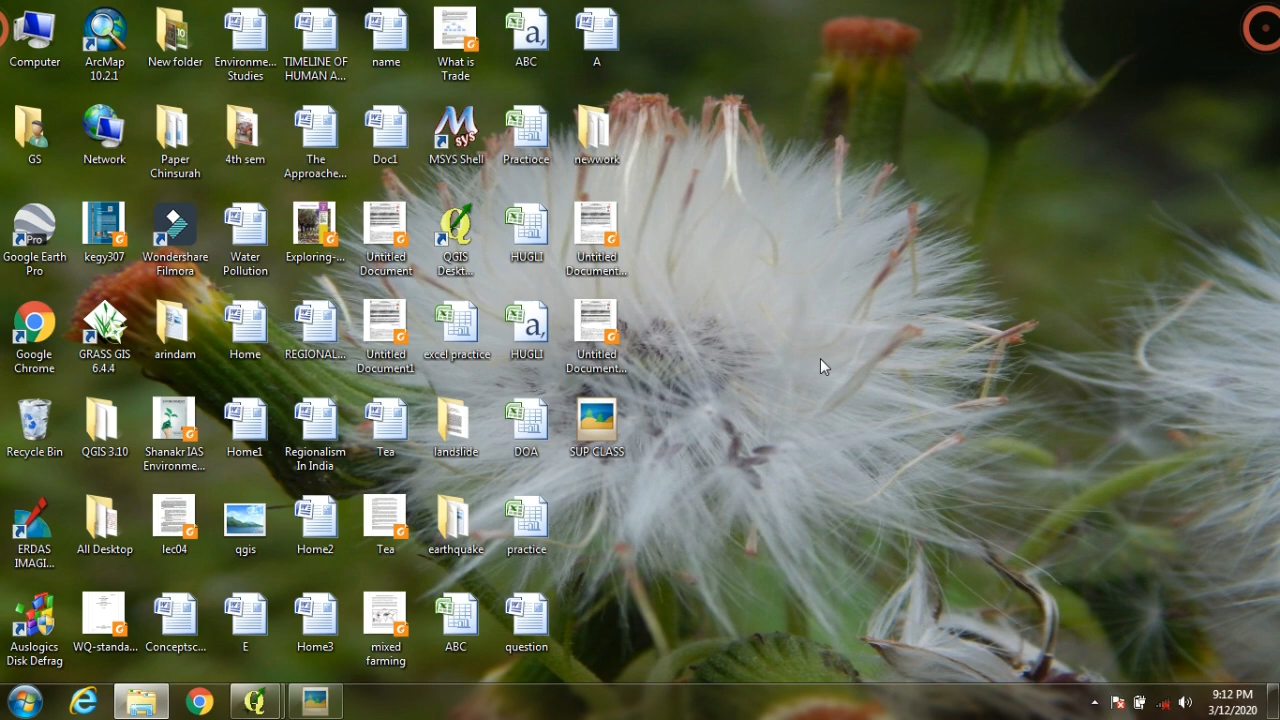 Computer
ArcMap
10.2.1
New folder
Environme...
Studies
TIMELINE OF
HUMAN A...
name
What is
Trade
ABC
A
GS
Network
Paper
Chinsurah
4th sem
The
Approache...
Doc1
MSYS Shell
Practioce
newwork
Google Earth
Pro
kegy307
Wondershare
Filmora
Water
Pollution
Exploring-...
Untitled
Document
QGIS
Deskt...
HUGLI
Untitled
Document...
Google
Chrome
GRASS GIS
6.4.4
arindam
Home
REGIONAL...
Untitled
Document1
excel practice
HUGLI
Untitled
Document...
Recycle Bin
QGIS 3.10
Shanakr IAS
Environme...
Home1
Regionalism
In India
Tea
landslide
DOA
SUP CLASS
ERDAS
IMAGI...
All Desktop
lec04
qgis
Home2
Tea
earthquake
practice
Auslogics
Disk Defrag
WQ-standa...
Conceptsc...
E
Home3
mixed
farming
ABC
question
9:12 PM
3/12/2020